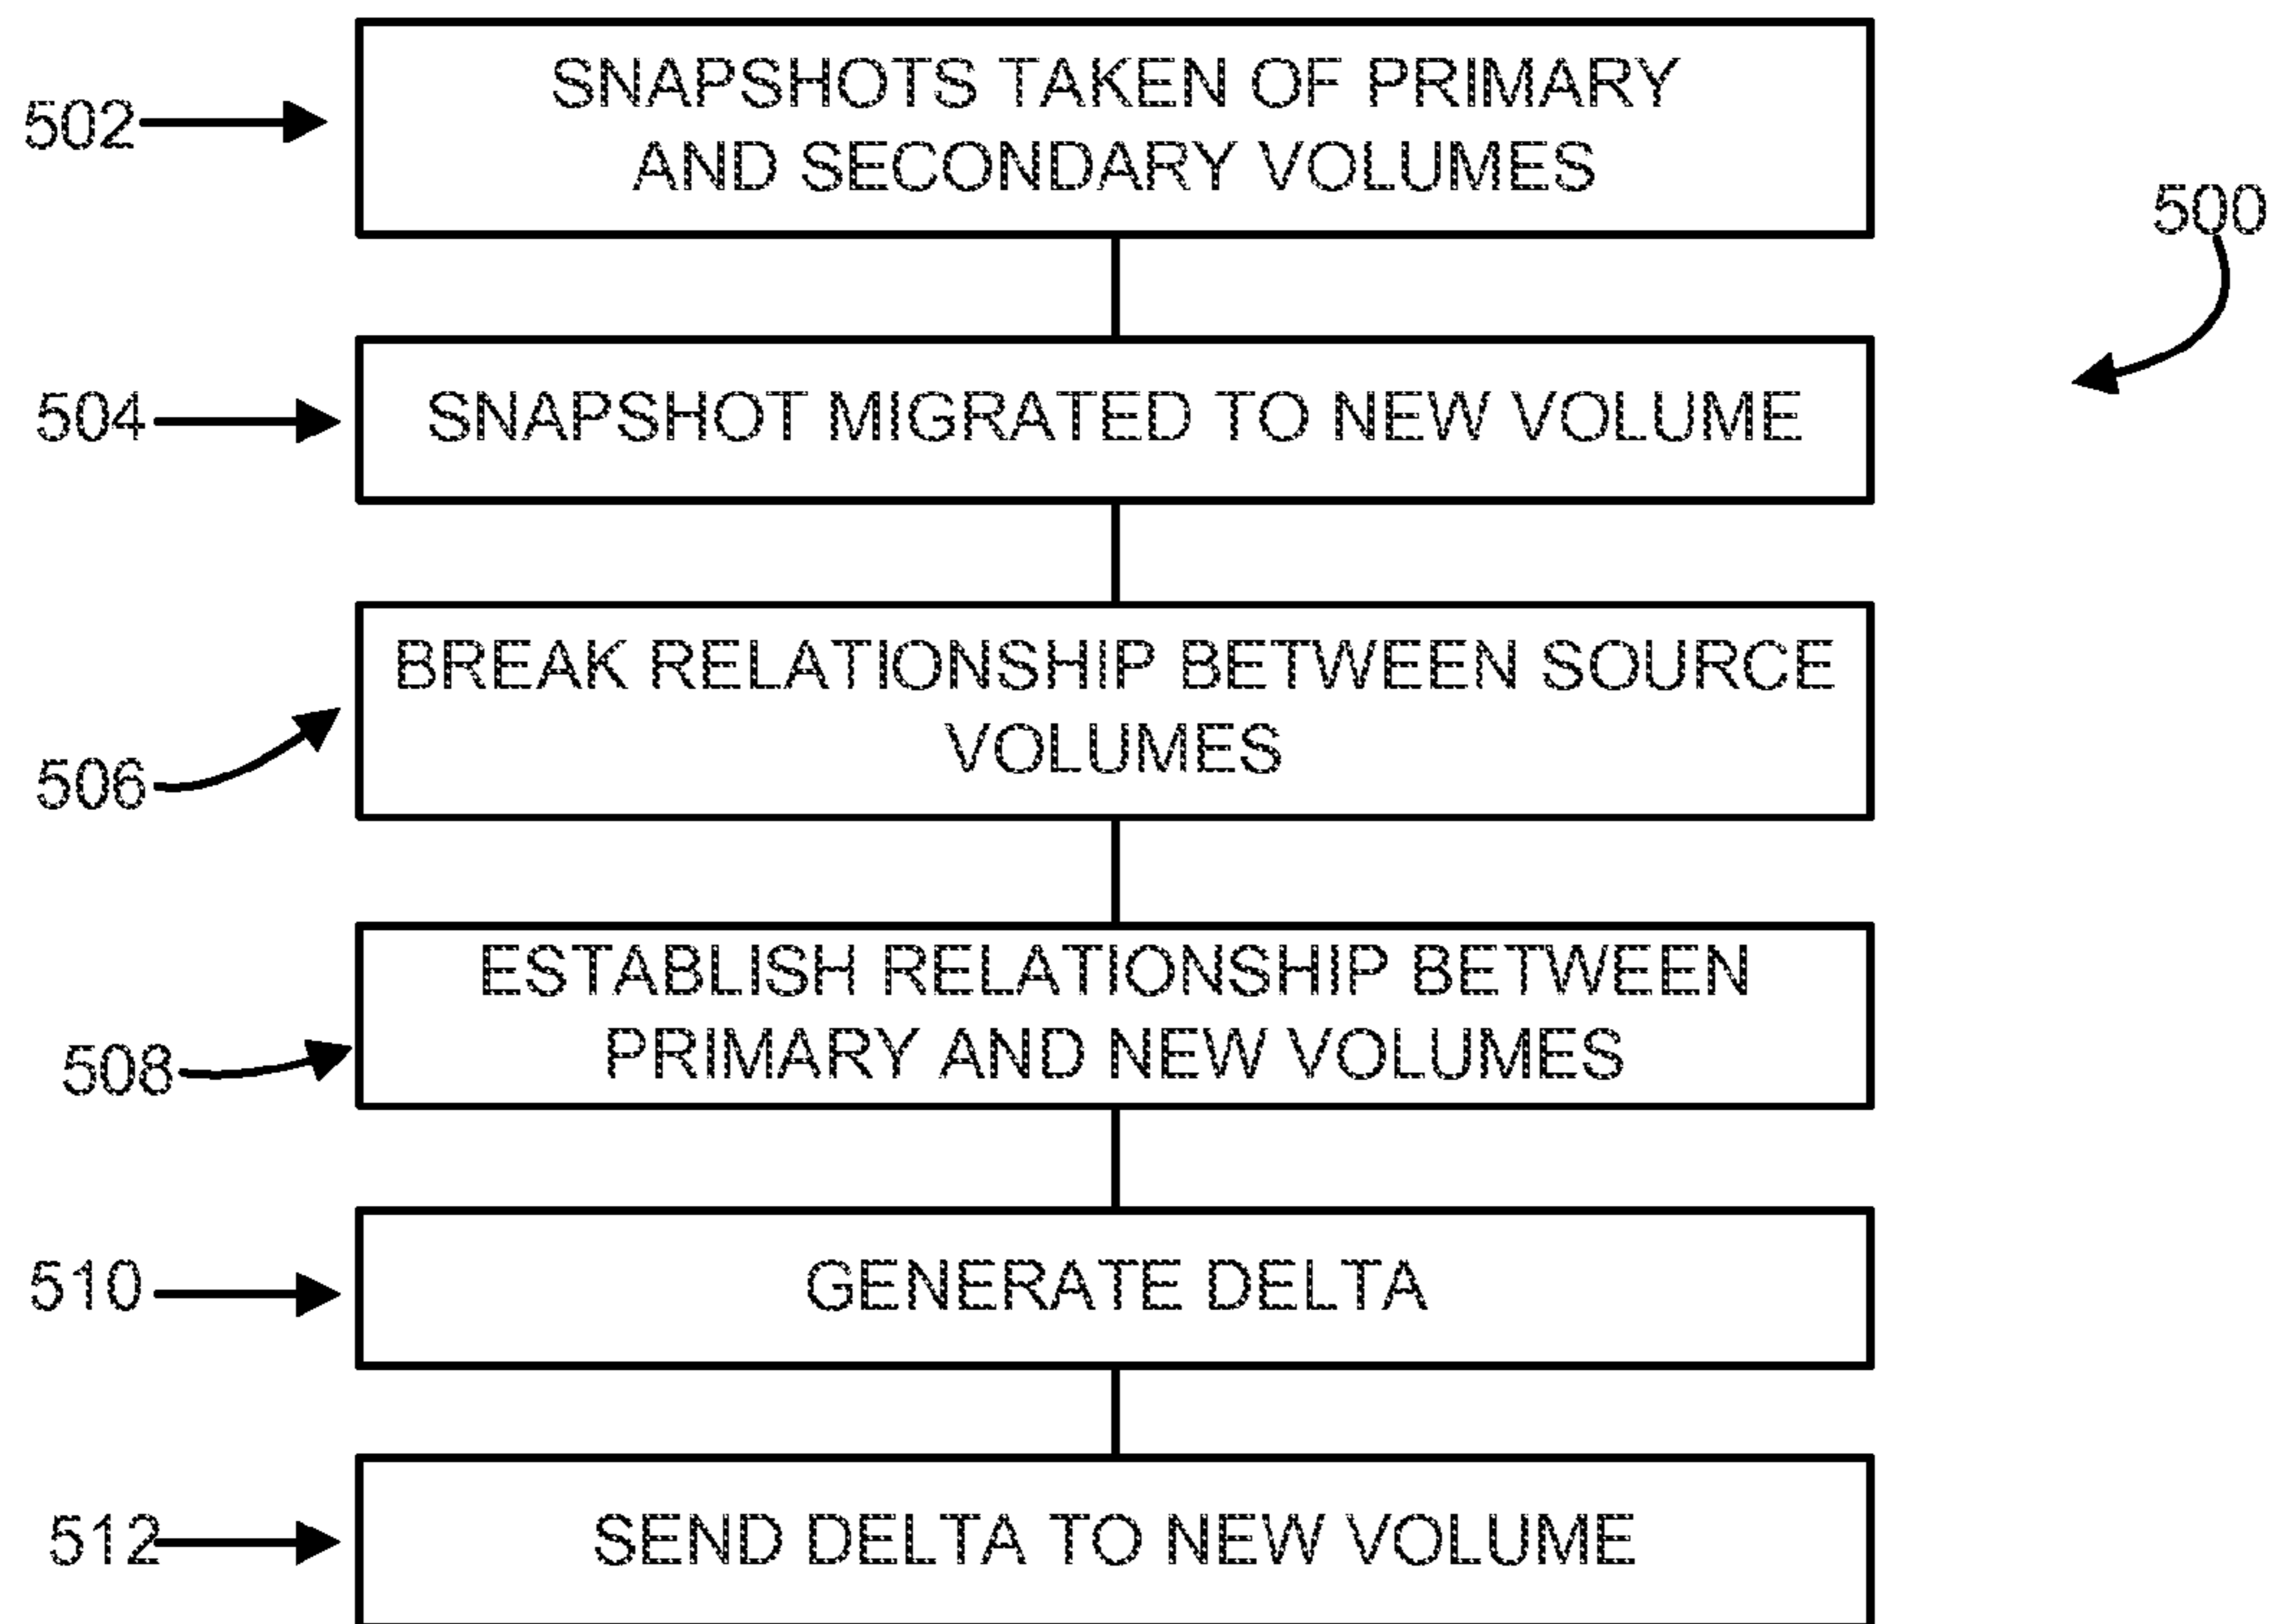 502
SNAPSHOTS TAKEN OF PRIMARY
AND SECONDARY VOLUMES
500
504
SNAPSHOT MIGRATED TO NEW VOLUME
BREAK RELATIONSHIP BETWEEN SOURCE
VOLUMES
506
ESTABLISH RELATIONSHIP BETWEEN
PRIMARY AND NEW VOLUMES
508
510
GENERATE DELTA
512
SEND DELTA TO NEW VOLUME